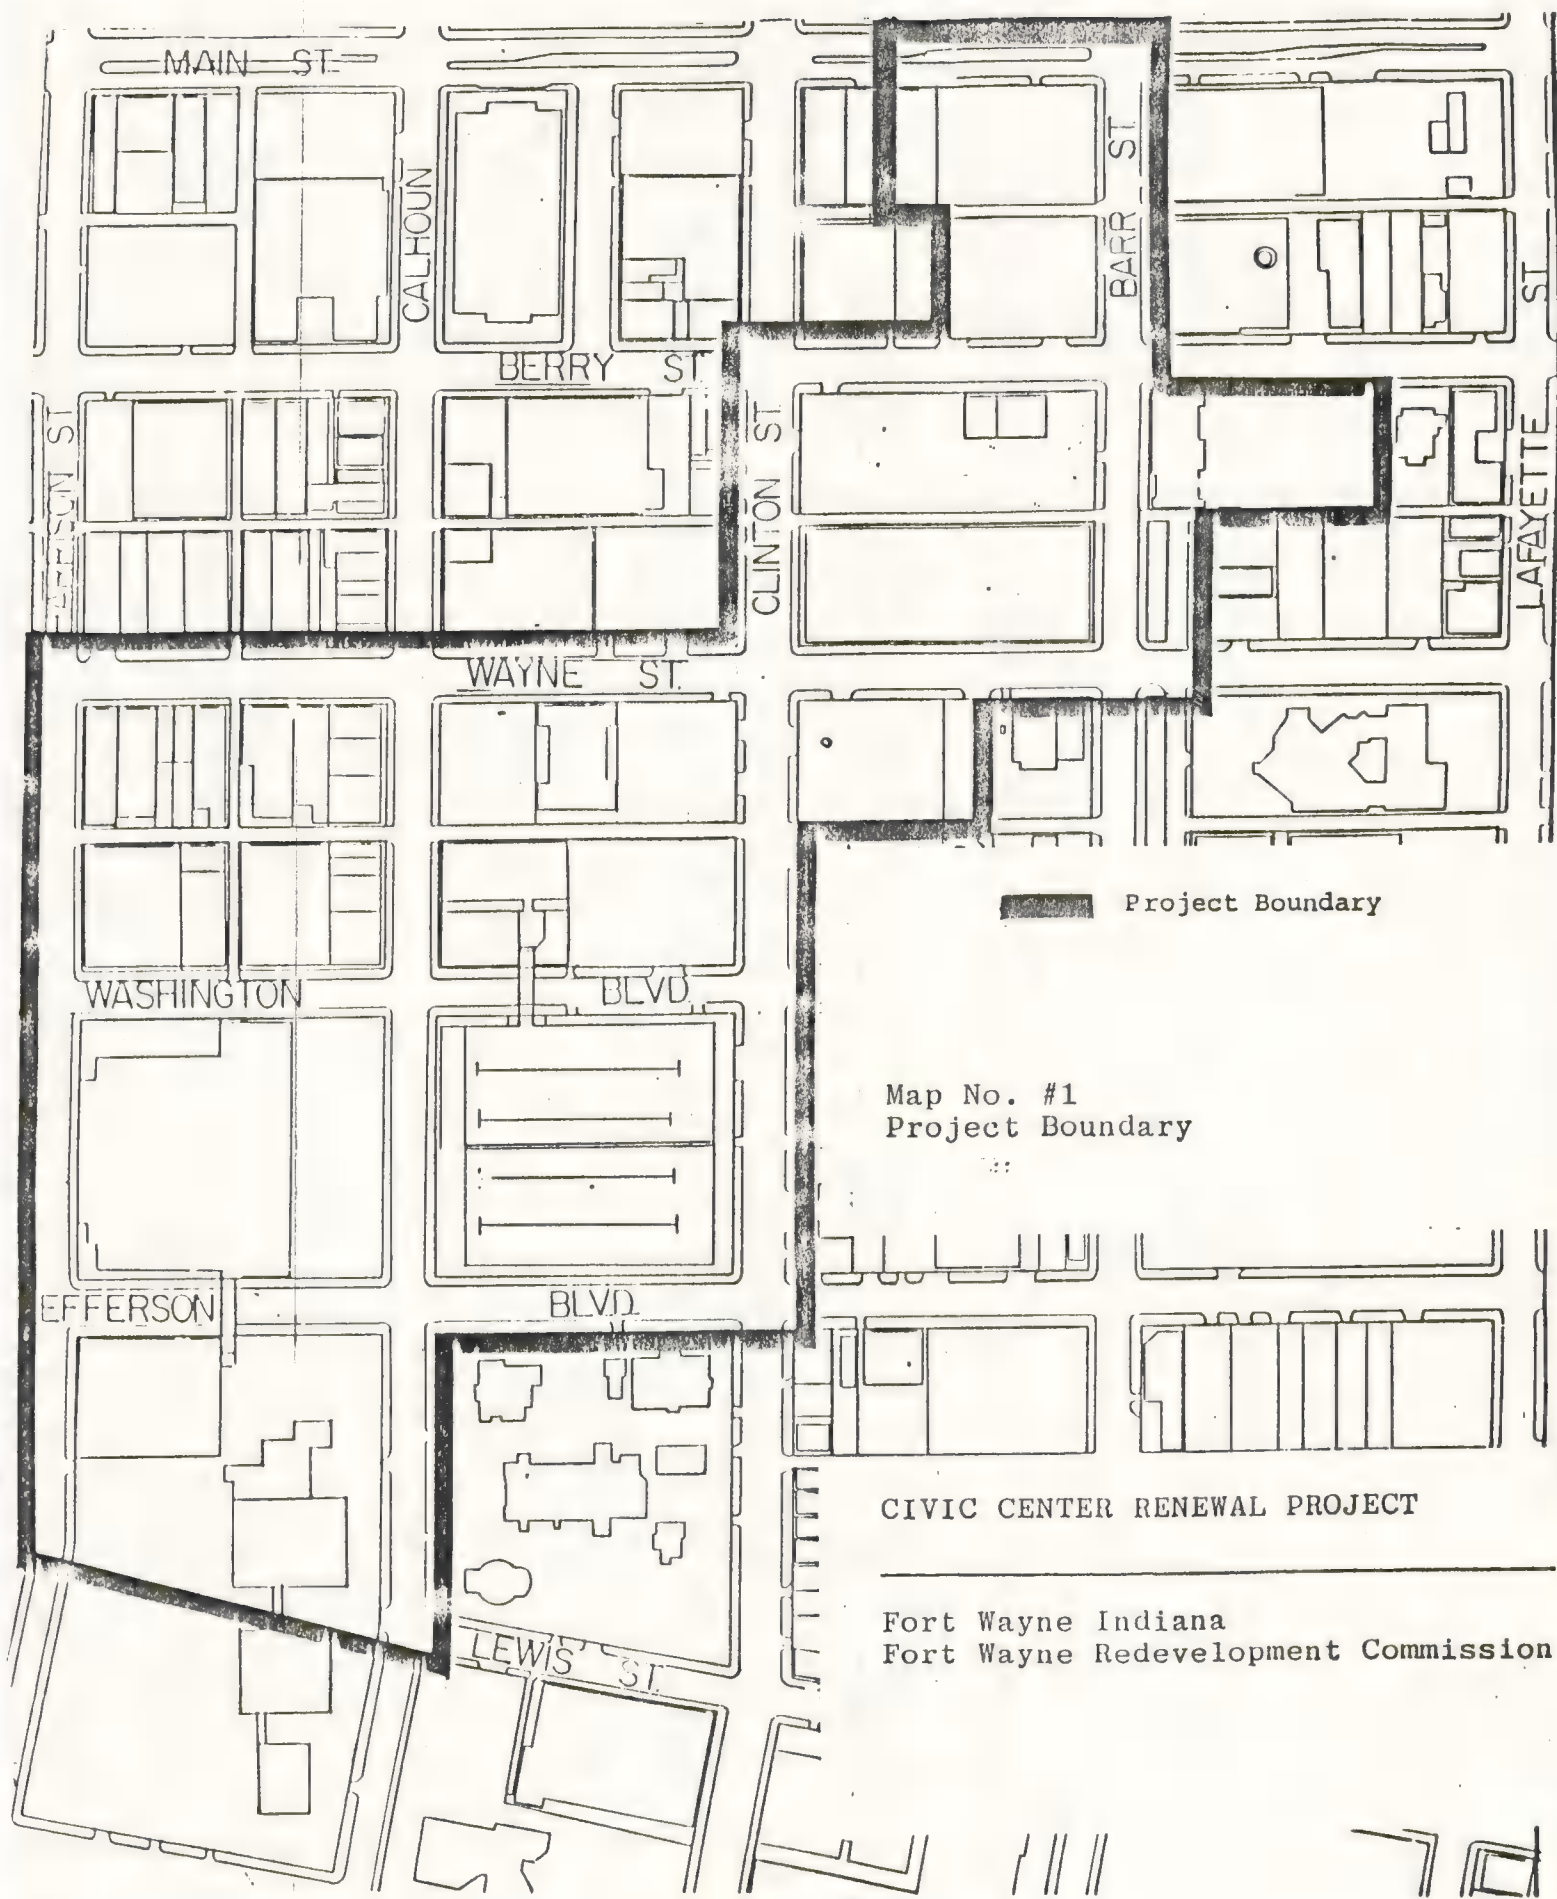 MAIN ST.
CALHOUN
BARR ST.
ST.
BERRY ST
ST.
CLINTON ST.
LAFAYETTE
WAYNE ST.
Project Boundary
WASHINGTON BLVD.
Map No. #1
Project Boundary
EFFERSON BLVD.
CIVIC CENTER RENEWAL PROJECT
Fort Wayne Indiana
Fort Wayne Redevelopment Commission
LEWIS ST.